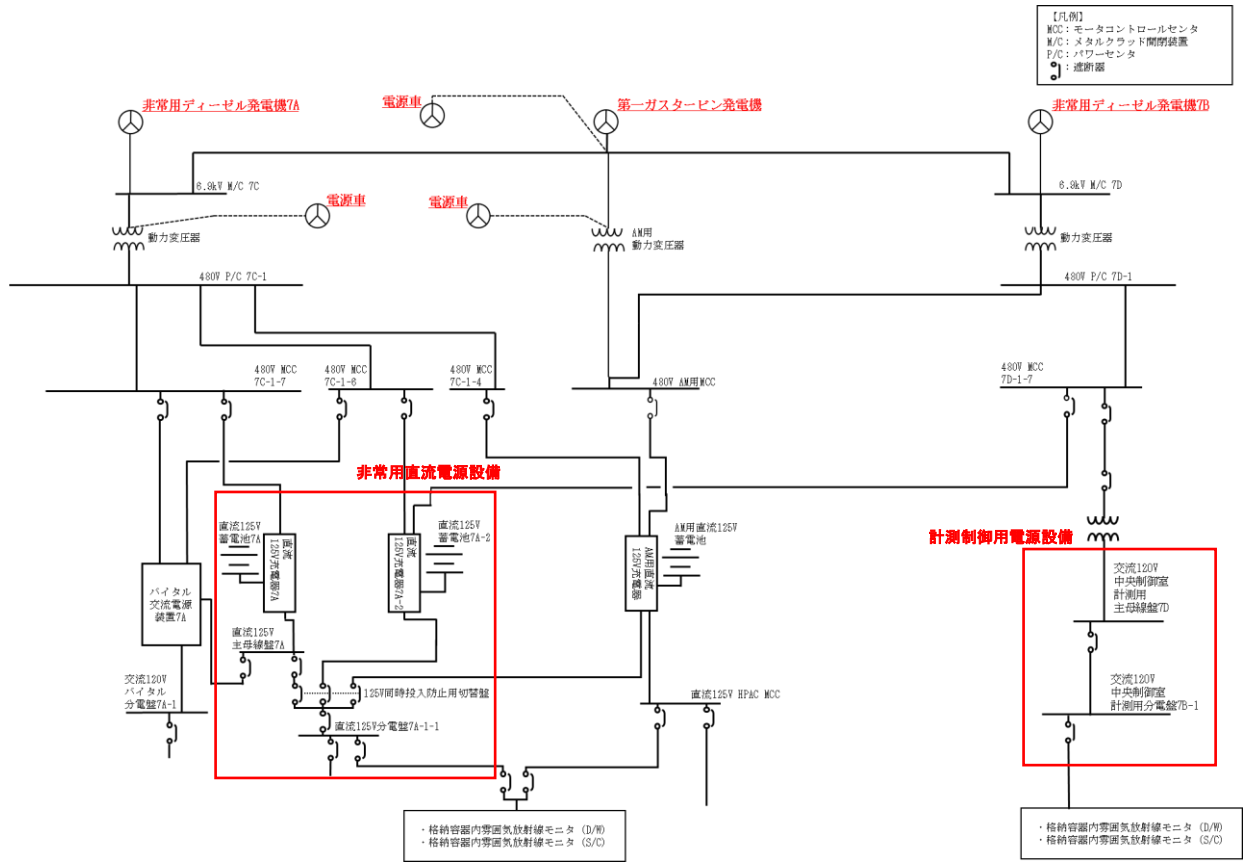 【凡例】
MCC：モータコントロールセンタ
M/C：メタルクラッド開閉装置
P/C：パワーセンタ
：遮断器
非常用ディーゼル発電機7A
電源車
第一ガスタービン発電機
非常用ディーゼル発電機7B
6.9kV M/C 7C
6.9kV M/C 7D
電源車
電源車
動力変圧器
AM用
動力変圧器
動力変圧器
480V P/C 7C-1
480V P/C 7D-1
480V MCC
7C-1-7
480V MCC
7C-1-6
480V MCC
7C-1-4
480V AM用MCC
480V MCC
7D-1-7
非常用直流電源設備
計測制御用電源設備
直流125V
蓄電池7A
直流
125V充電器7A
直流
125V充電器7A-2
直流125V
蓄電池7A-2
AM用直流
125V充電器
AM用直流125V
蓄電池
バイタル
交流電源
装置7A
交流120V
中央制御室
計測用
主母線盤7D
直流125V
主母線盤7A
交流120V
バイタル
分電盤7A-1
125V同時投入防止用切替盤
直流125V HPAC MCC
交流120V
中央制御室
計測用分電盤7B-1
直流125V分電盤7A-1-1
・格納容器内雰囲気放射線モニタ (D/W)
・格納容器内雰囲気放射線モニタ (S/C)
・格納容器内雰囲気放射線モニタ (D/W)
・格納容器内雰囲気放射線モニタ (S/C)